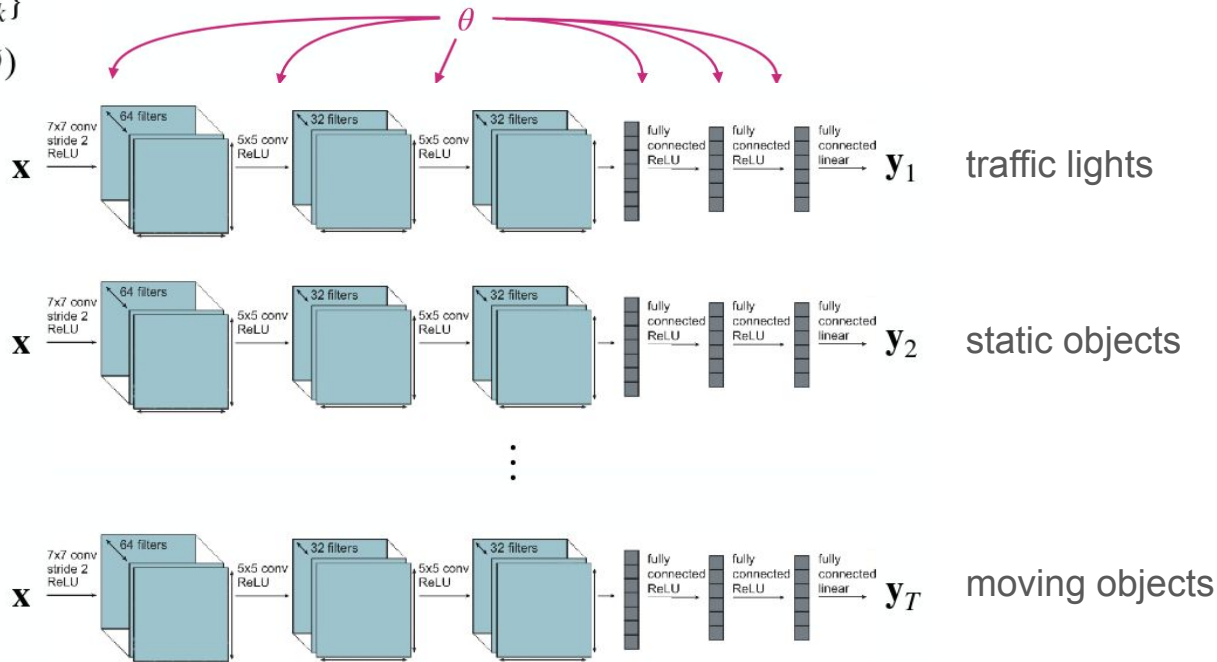 k}
)
θ
7x7 conv
stride 2
ReLU
64 filters
5x5 conv
ReLU
32 filters
5x5 conv
ReLU
32 filters
fully
connected
ReLU
fully
connected
ReLU
fully
connected
linear
x
y1
traffic lights
7x7 conv
stride 2
ReLU
64 filters
5x5 conv
ReLU
32 filters
5x5 conv
ReLU
32 filters
fully
connected
ReLU
fully
connected
ReLU
fully
connected
linear
x
y2
static objects
⋮
7x7 conv
stride 2
ReLU
64 filters
5x5 conv
ReLU
32 filters
5x5 conv
ReLU
32 filters
fully
connected
ReLU
fully
connected
ReLU
fully
connected
linear
x
yT
moving objects